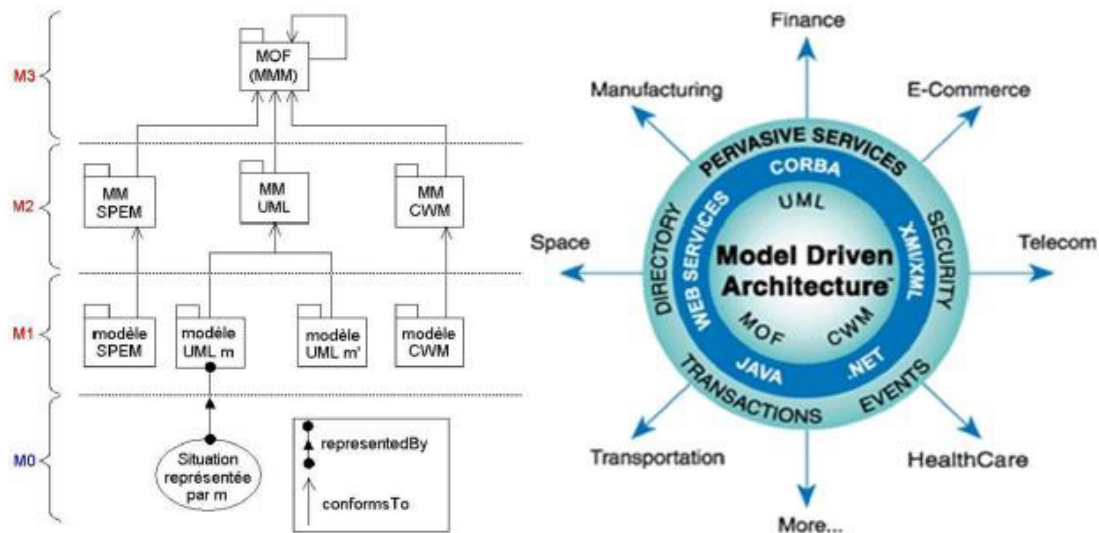 M3
MOF
(MMM)
M2
MM
SPEM
MM
UML
MM
CWM
M1
modèle
SPEM
modèle
UML m
modèle
UML m'
modèle
CWM
M0
Situation
représentée
par m
representedBy
conformsTo
Finance
Manufacturing
E-Commerce
Space
Telecom
Transportation
HealthCare
More...
PERVASIVE SERVICES
DIRECTORY
SECURITY
TRANSACTIONS
EVENTS
CORBA
WEB SERVICES
XMI/XML
JAVA
.NET
UML
Model Driven
Architecture™
MOF
CWM